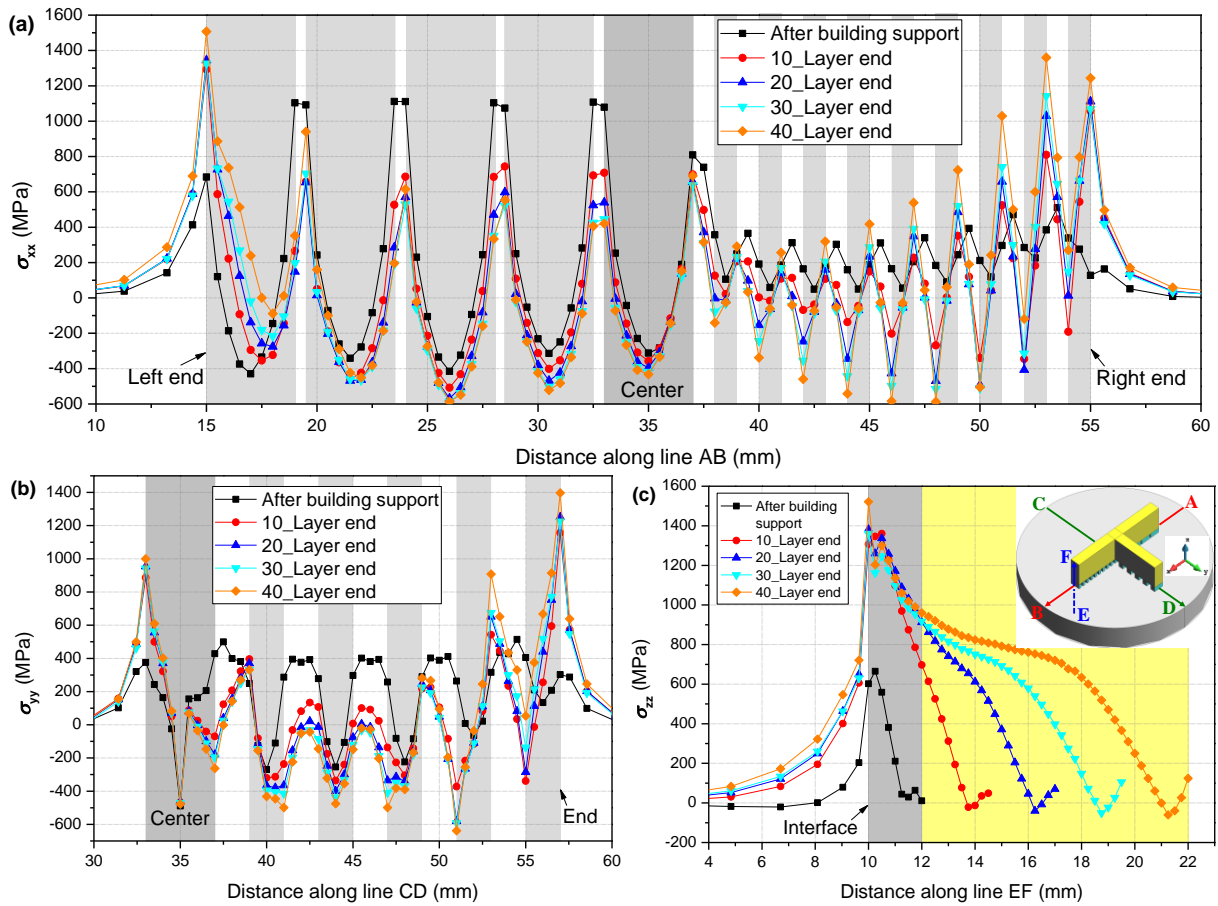 (a)
1600
1400
1200
1000
800
600
400
200
0
-200
-400
-600
σxx (MPa)
After building support
10_Layer end
20_Layer end
30_Layer end
40_Layer end
Left end
Center
Right end
10 15 20 25 30 35 40 45 50 55 60
Distance along line AB (mm)
(b)
1400
1200
1000
800
600
400
200
0
-200
-400
-600
σyy (MPa)
After building support
10_Layer end
20_Layer end
30_Layer end
40_Layer end
Center
End
30 35 40 45 50 55 60
Distance along line CD (mm)
(c)
1600
1400
1200
1000
800
600
400
200
0
-200
σzz (MPa)
After building
support
10_Layer end
20_Layer end
30_Layer end
40_Layer end
C A
F
z
x y
B E D
Interface
4 6 8 10 12 14 16 18 20 22
Distance along line EF (mm)